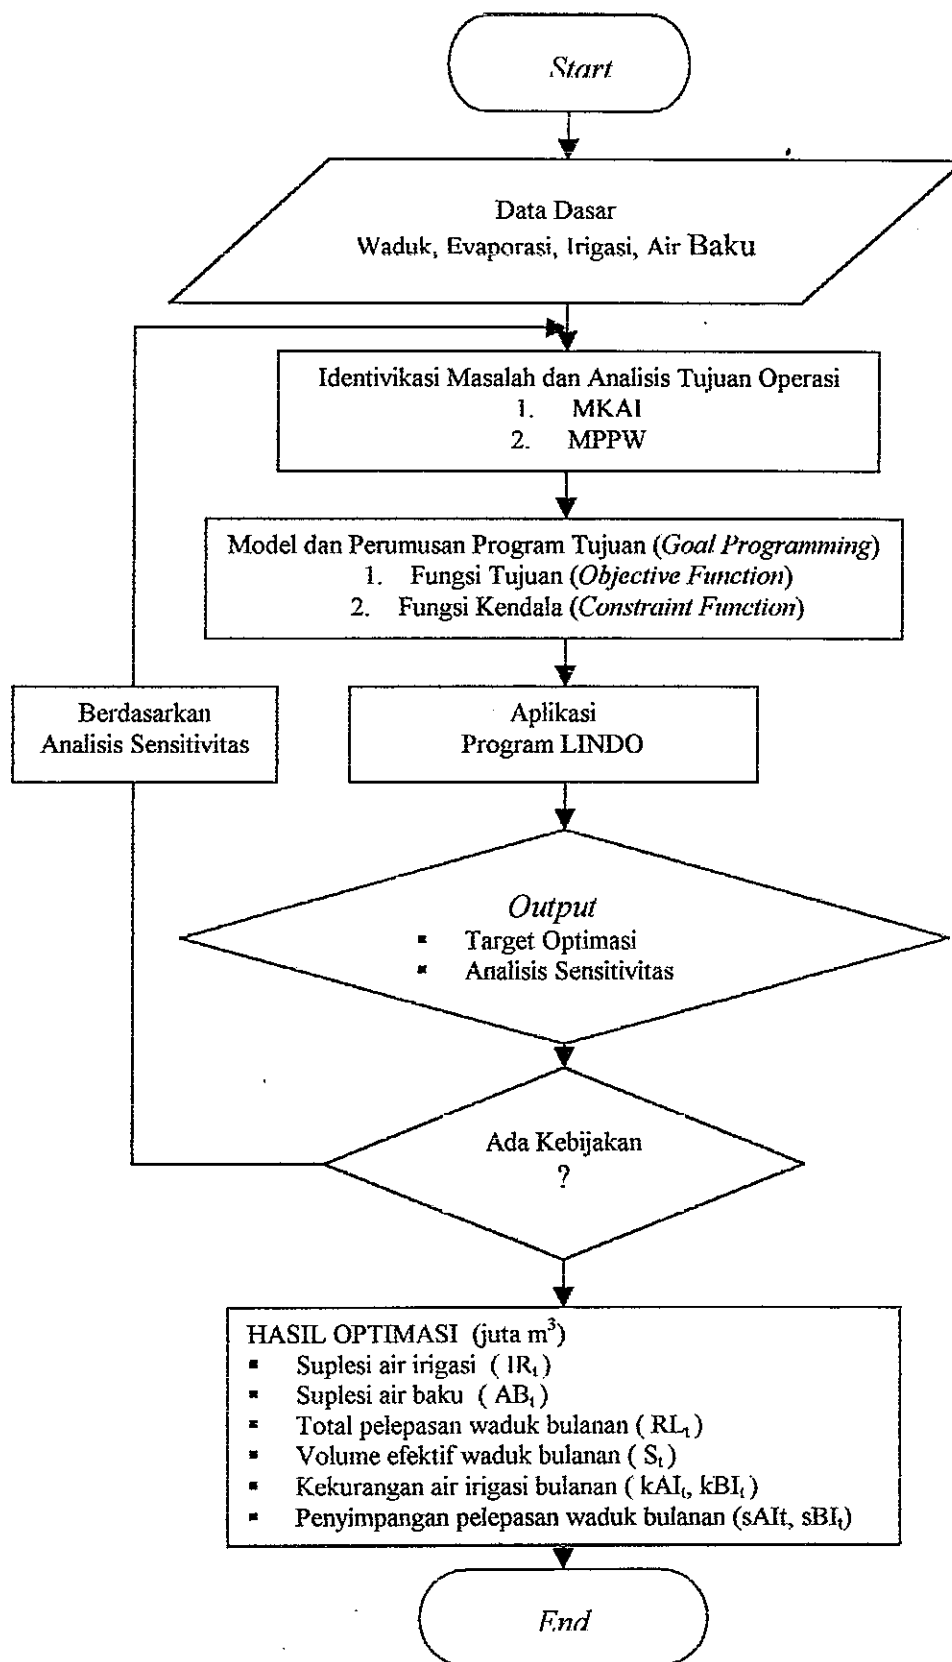 Start
Data Dasar
Waduk, Evaporasi, Irigasi, Air Baku
Identivikasi Masalah dan Analisis Tujuan Operasi
1. MKAI
2. MPPW
Model dan Perumusan Program Tujuan (Goal Programming)
1. Fungsi Tujuan (Objective Function)
2. Fungsi Kendala (Constraint Function)
Berdasarkan
Analisis Sensitivitas
Aplikasi
Program LINDO
Output
▪ Target Optimasi
▪ Analisis Sensitivitas
Ada Kebijakan
?
HASIL OPTIMASI (juta m³)
▪ Suplesi air irigasi ( IRₜ )
▪ Suplesi air baku ( ABₜ )
▪ Total pelepasan waduk bulanan ( RLₜ )
▪ Volume efektif waduk bulanan ( Sₜ )
▪ Kekurangan air irigasi bulanan ( kAIₜ, kBIₜ )
▪ Penyimpangan pelepasan waduk bulanan (sAIt, sBIₜ)
End